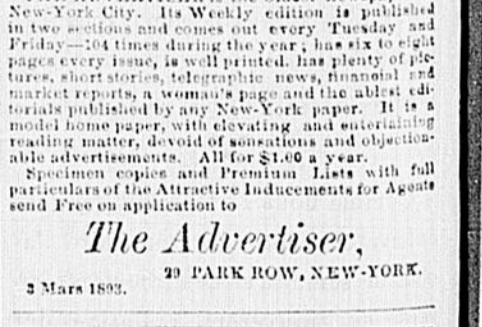 New-York City. Its Weekly edition is published
in two sections and comes out every Tuesday and
Friday—104 times during the year; has six to eight
pages every issue, is well printed, has plenty of pic-
tures, short stories, telegraphic news, financial and
market reports, a woman's page and the ablest edi-
torials published by any New-York paper. It is a
model home paper, with elevating and entertaining
reading matter, devoid of sensations and objection-
able advertisements. All for $1.00 a year.
Specimen copies and Premium Lists with full
particulars of the Attractive Inducements for Agents
send Free on application to
The Advertiser,
29 PARK ROW, NEW-YORK.
3 Mars 1893.